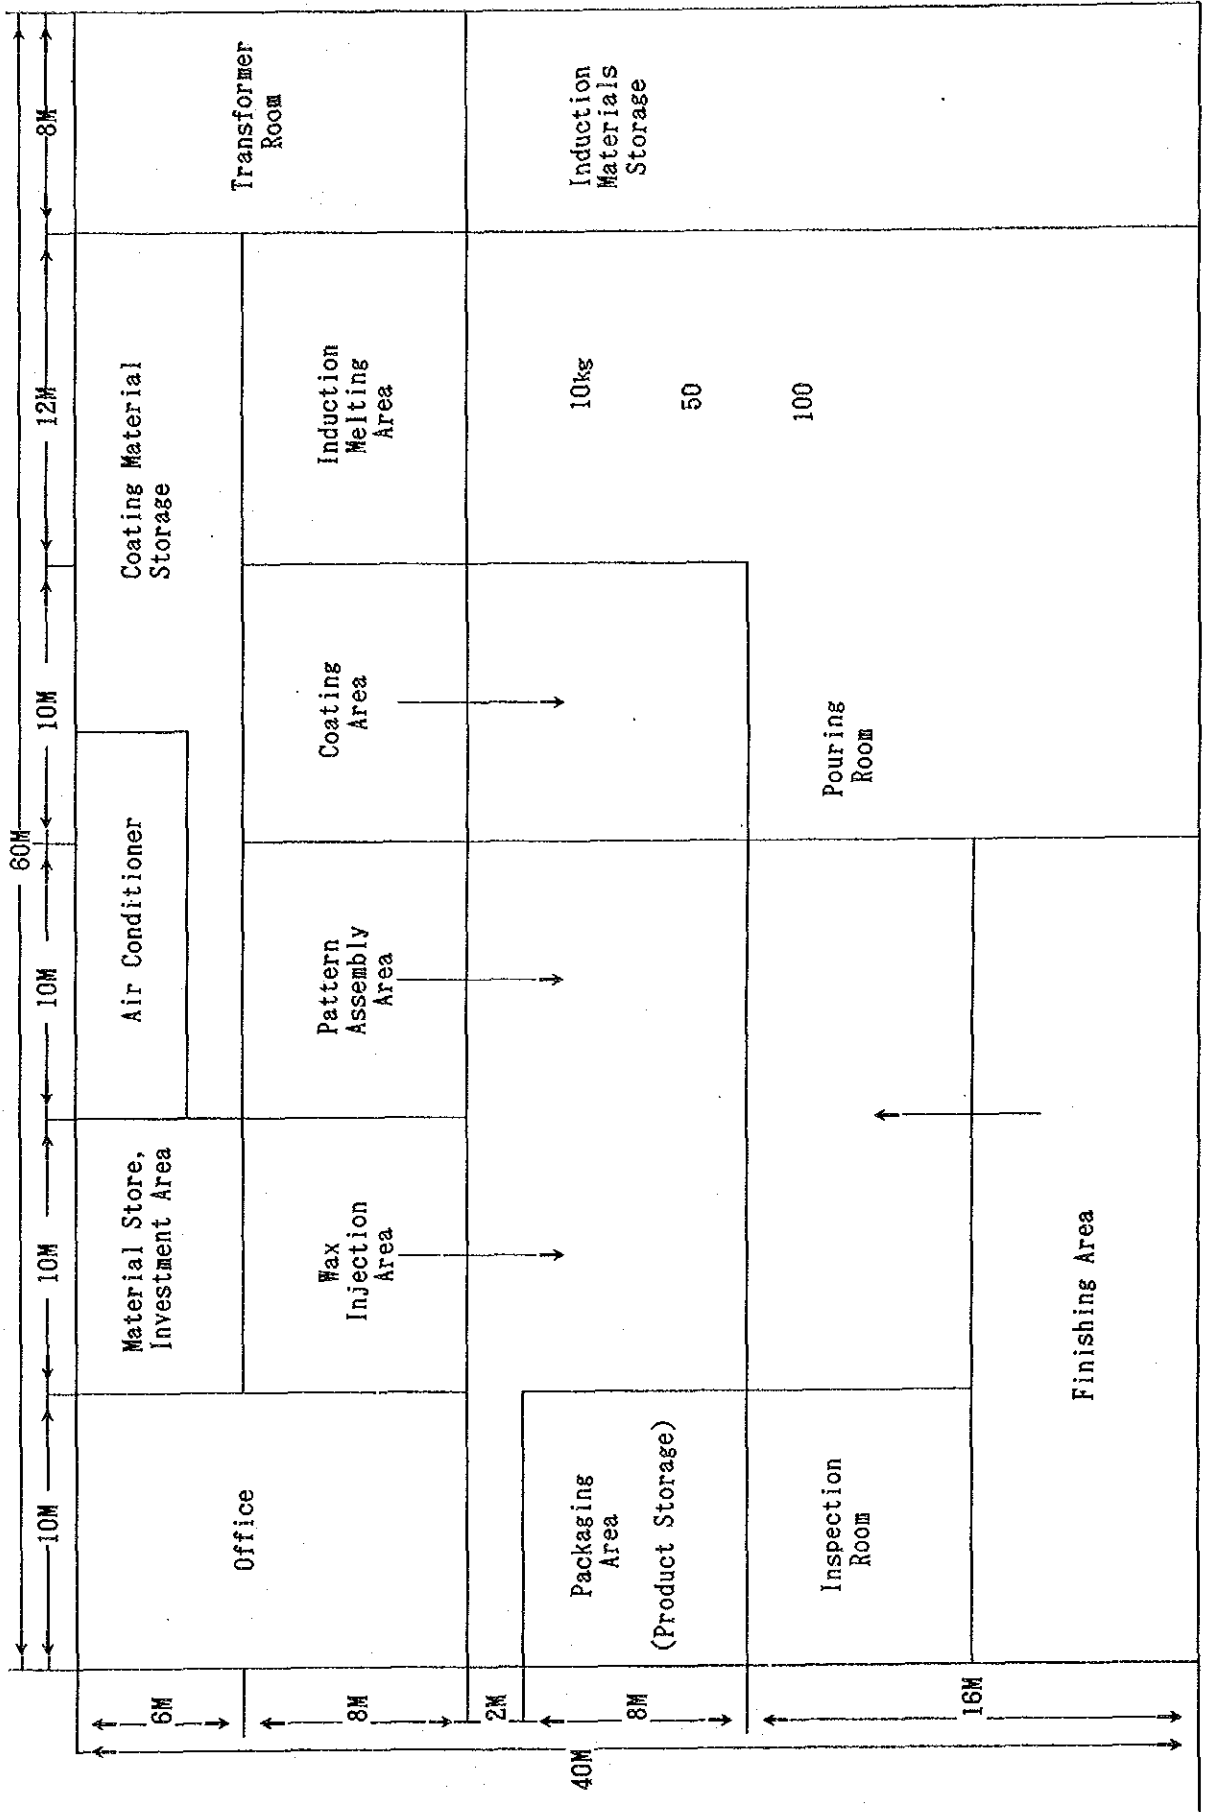 60M
10M
10M
10M
10M
12M
8M
40M
6M
8M
2M
8M
16M
Office
Material Store,
Investment Area
Air Conditioner
Coating Material
Storage
Transformer
Room
Wax
Injection
Area
Pattern
Assembly
Area
Coating
Area
Induction
Melting
Area
Packaging
Area
(Product Storage)
10kg
50
100
Induction
Materials
Storage
Inspection
Room
Pouring
Room
Finishing Area